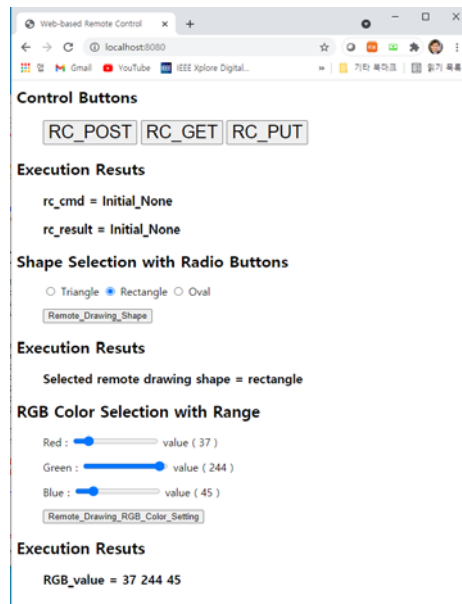 Web-based Remote Control
localhost:8080
앱 Gmail YouTube IEEE Xplore Digital... » 기타 북마크 읽기 목록
Control Buttons
RC_POST RC_GET RC_PUT
Execution Resuts
rc_cmd = Initial_None
rc_result = Initial_None
Shape Selection with Radio Buttons
Triangle Rectangle Oval
Remote_Drawing_Shape
Execution Resuts
Selected remote drawing shape = rectangle
RGB Color Selection with Range
Red : value ( 37 )
Green : value ( 244 )
Blue : value ( 45 )
Remote_Drawing_RGB_Color_Setting
Execution Resuts
RGB_value = 37 244 45